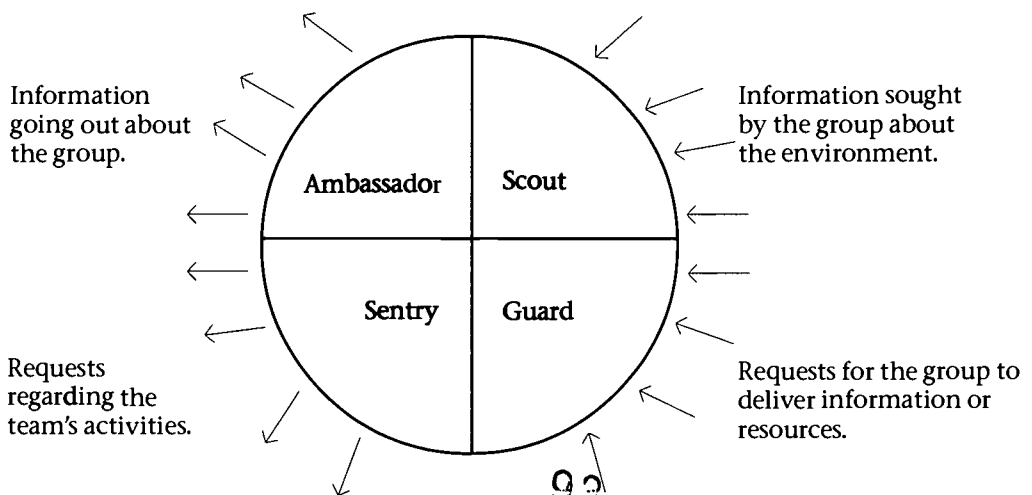 Information
going out about
the group.
Information sought
by the group about
the environment.
Ambassador
Scout
Sentry
Guard
Requests
regarding the
team's activities.
Requests for the group to
deliver information or
resources.